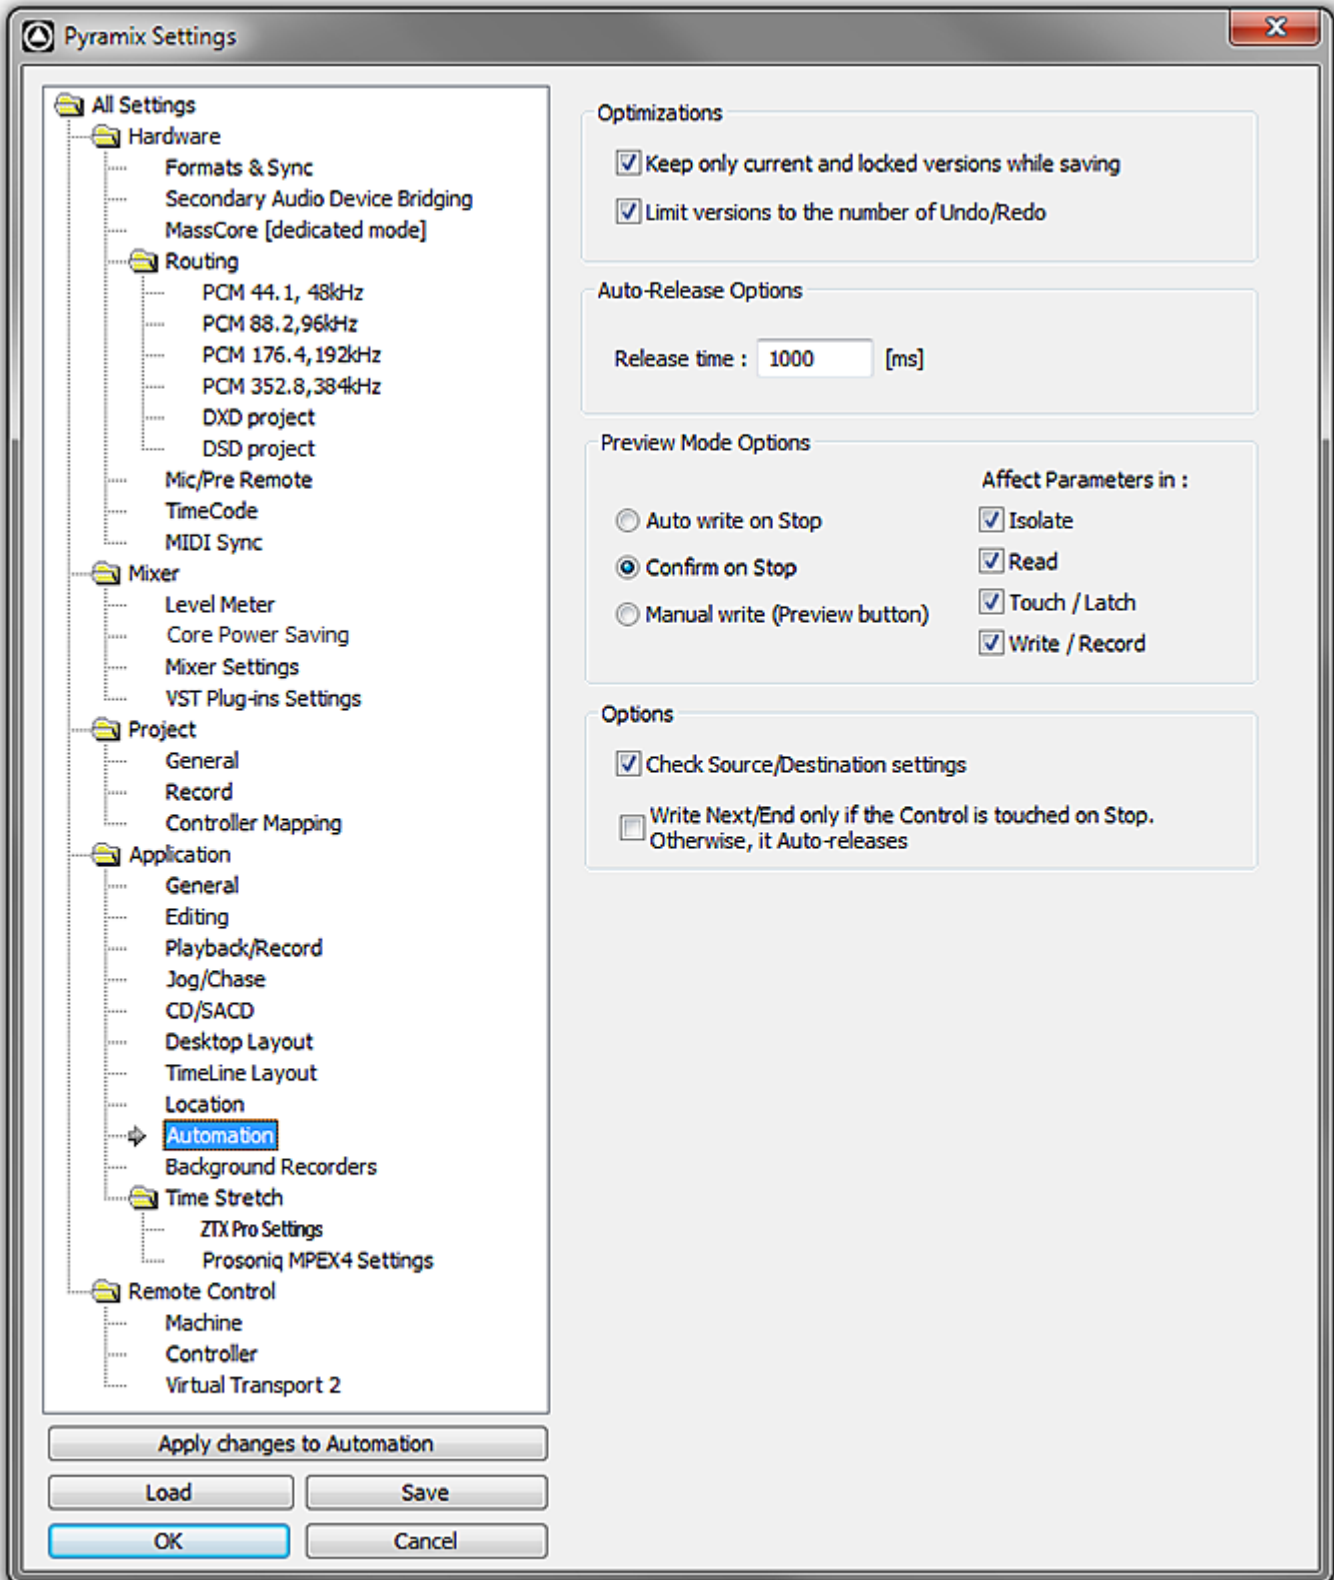 Pyramix Settings
All Settings
Hardware
Formats & Sync
Secondary Audio Device Bridging
MassCore [dedicated mode]
Routing
PCM 44.1, 48kHz
PCM 88.2,96kHz
PCM 176.4,192kHz
PCM 352.8,384kHz
DXD project
DSD project
Mic/Pre Remote
TimeCode
MIDI Sync
Mixer
Level Meter
Core Power Saving
Mixer Settings
VST Plug-ins Settings
Project
General
Record
Controller Mapping
Application
General
Editing
Playback/Record
Jog/Chase
CD/SACD
Desktop Layout
TimeLine Layout
Location
Automation
Background Recorders
Time Stretch
ZTX Pro Settings
Prosoniq MPEX4 Settings
Remote Control
Machine
Controller
Virtual Transport 2
Apply changes to Automation
Load Save
OK Cancel
Optimizations
Keep only current and locked versions while saving
Limit versions to the number of Undo/Redo
Auto-Release Options
Release time : 1000 [ms]
Preview Mode Options
Auto write on Stop
Confirm on Stop
Manual write (Preview button)
Affect Parameters in :
Isolate
Read
Touch / Latch
Write / Record
Options
Check Source/Destination settings
Write Next/End only if the Control is touched on Stop.
Otherwise, it Auto-releases